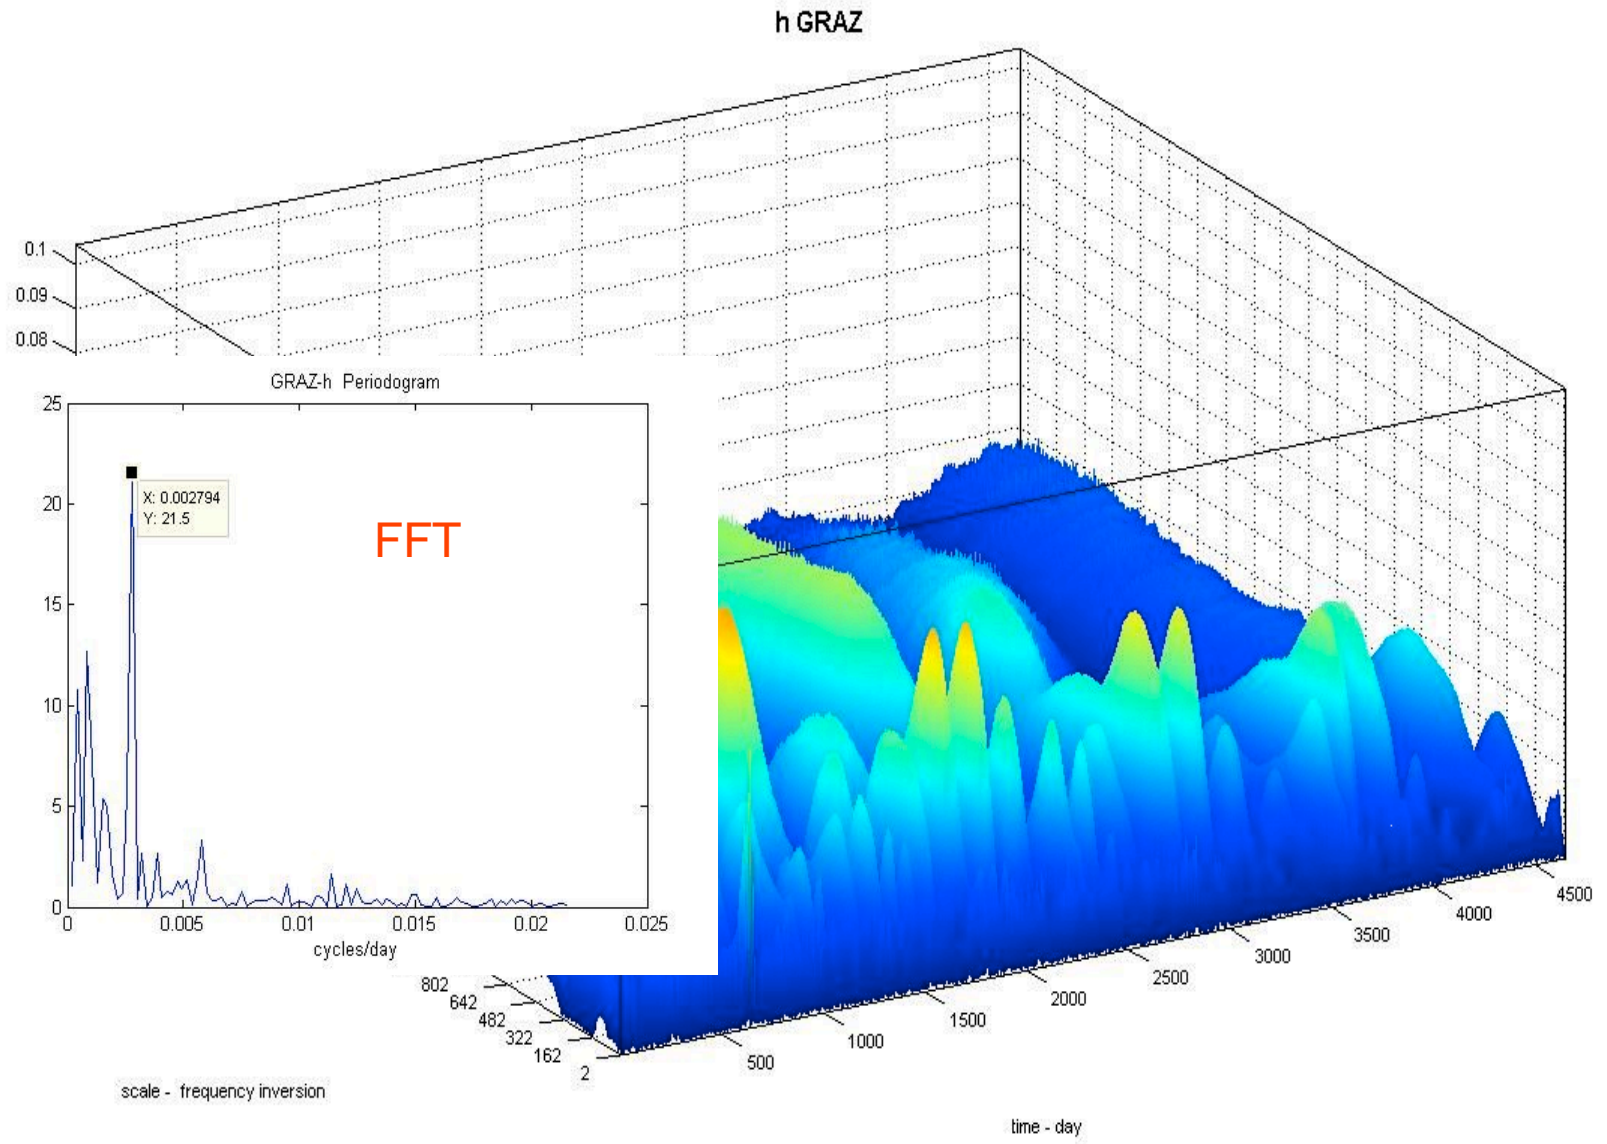 h GRAZ
0.1
0.09
0.08
GRAZ-h Periodogram
25
20
15
10
5
0
X: 0.002794
Y: 21.5
FFT
0 0.005 0.01 0.015 0.02 0.025
cycles/day
802
642
482
322
162
2
500
1000
1500
2000
2500
3000
3500
4000
4500
scale - frequency inversion
time - day